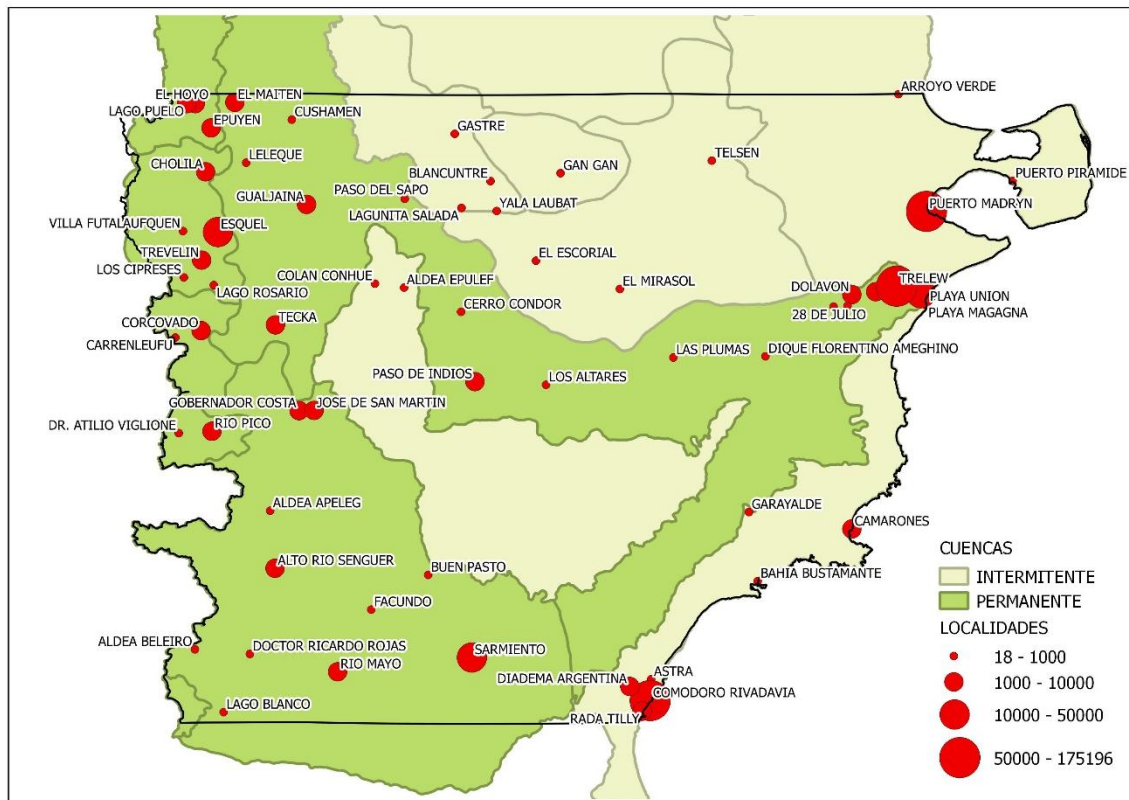 ARROYO VERDE
EL HOYO
EL MAITEN
LAGO PUELO
CUSHAMEN
EPUYEN
GASTRE
TELSEN
LELEQUE
CHOLILA
GAN GAN
BLANCUNTRE
PUERTO PIRAMIDE
GUALJAINA
PASO DEL SAPO
YALA LAUBAT
PUERTO MADRYN
LAGUNITA SALADA
VILLA FUTALAUFQUEN
ESQUEL
TREVELIN
EL ESCORIAL
LOS CIPRESES
COLAN CONHUE
ALDEA EPULEF
EL MIRASOL
DOLAVON
TRELEW
LAGO ROSARIO
PLAYA UNION
CERRO CONDOR
28 DE JULIO
PLAYA MAGAGNA
CORCOVADO
TECKA
CARRENLEUFU
LAS PLUMAS
DIQUE FLORENTINO AMEGHINO
PASO DE INDIOS
LOS ALTARES
GOBERNADOR COSTA
JOSE DE SAN MARTIN
DR. ATILIO VIGLIONE
RIO PICO
ALDEA APELEG
GARAYALDE
CAMARONES
ALTO RIO SENGUER
BUEN PASTO
BAHIA BUSTAMANTE
FACUNDO
ALDEA BELEIRO
DOCTOR RICARDO ROJAS
SARMIENTO
RIO MAYO
ASTRA
DIADEMA ARGENTINA
COMODORO RIVADAVIA
LAGO BLANCO
RADA TILLY
CUENCAS
INTERMITENTE
PERMANENTE
LOCALIDADES
18 - 1000
1000 - 10000
10000 - 50000
50000 - 175196